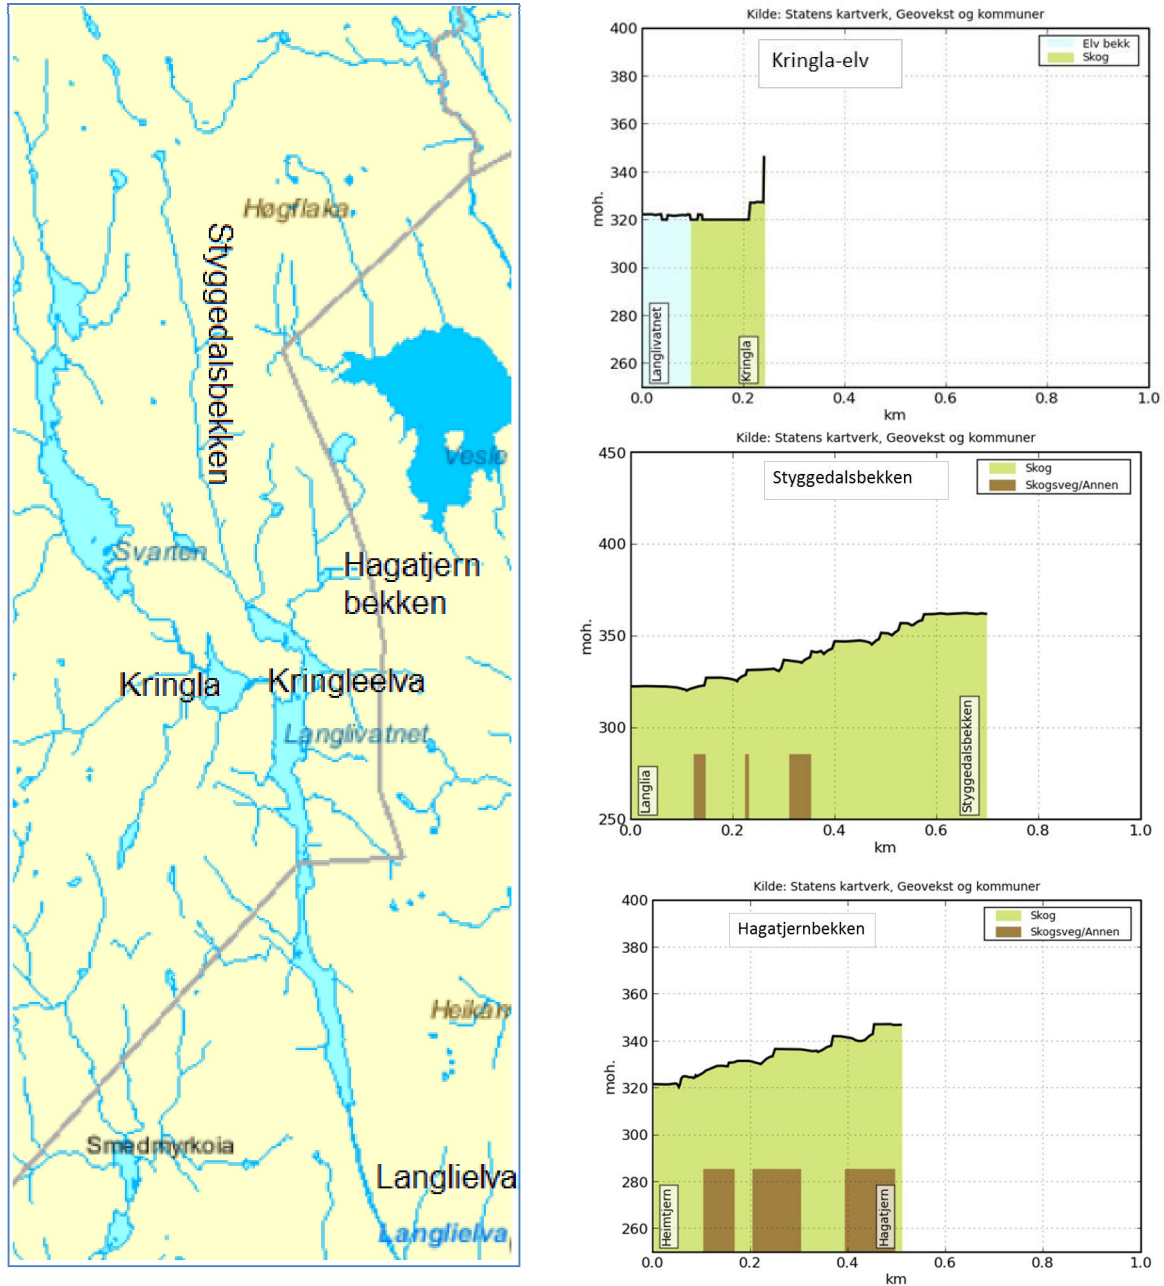 Høgflaka
Styggedalsbekken
Vesle
Svarten
Hagatjern
bekken
Kringla
Kringleelva
Langlivatnet
Heikam
Smedmyrkoia
Langlielva
Langlielva
Kilde: Statens kartverk, Geovekst og kommuner
Kringla-elv
Elv bekk
Skog
400
380
360
340
320
300
280
260
moh.
Langlivatnet
Kringla
0.0 0.2 0.4 0.6 0.8 1.0
km
Kilde: Statens kartverk, Geovekst og kommuner
Styggedalsbekken
Skog
Skogsveg/Annen
450
400
350
300
250
moh.
Langlia
Styggedalsbekken
0.0 0.2 0.4 0.6 0.8 1.0
km
Kilde: Statens kartverk, Geovekst og kommuner
Hagatjernbekken
Skog
Skogsveg/Annen
400
380
360
340
320
300
280
260
moh.
Heimtjern
Hagatjern
0.0 0.2 0.4 0.6 0.8 1.0
km